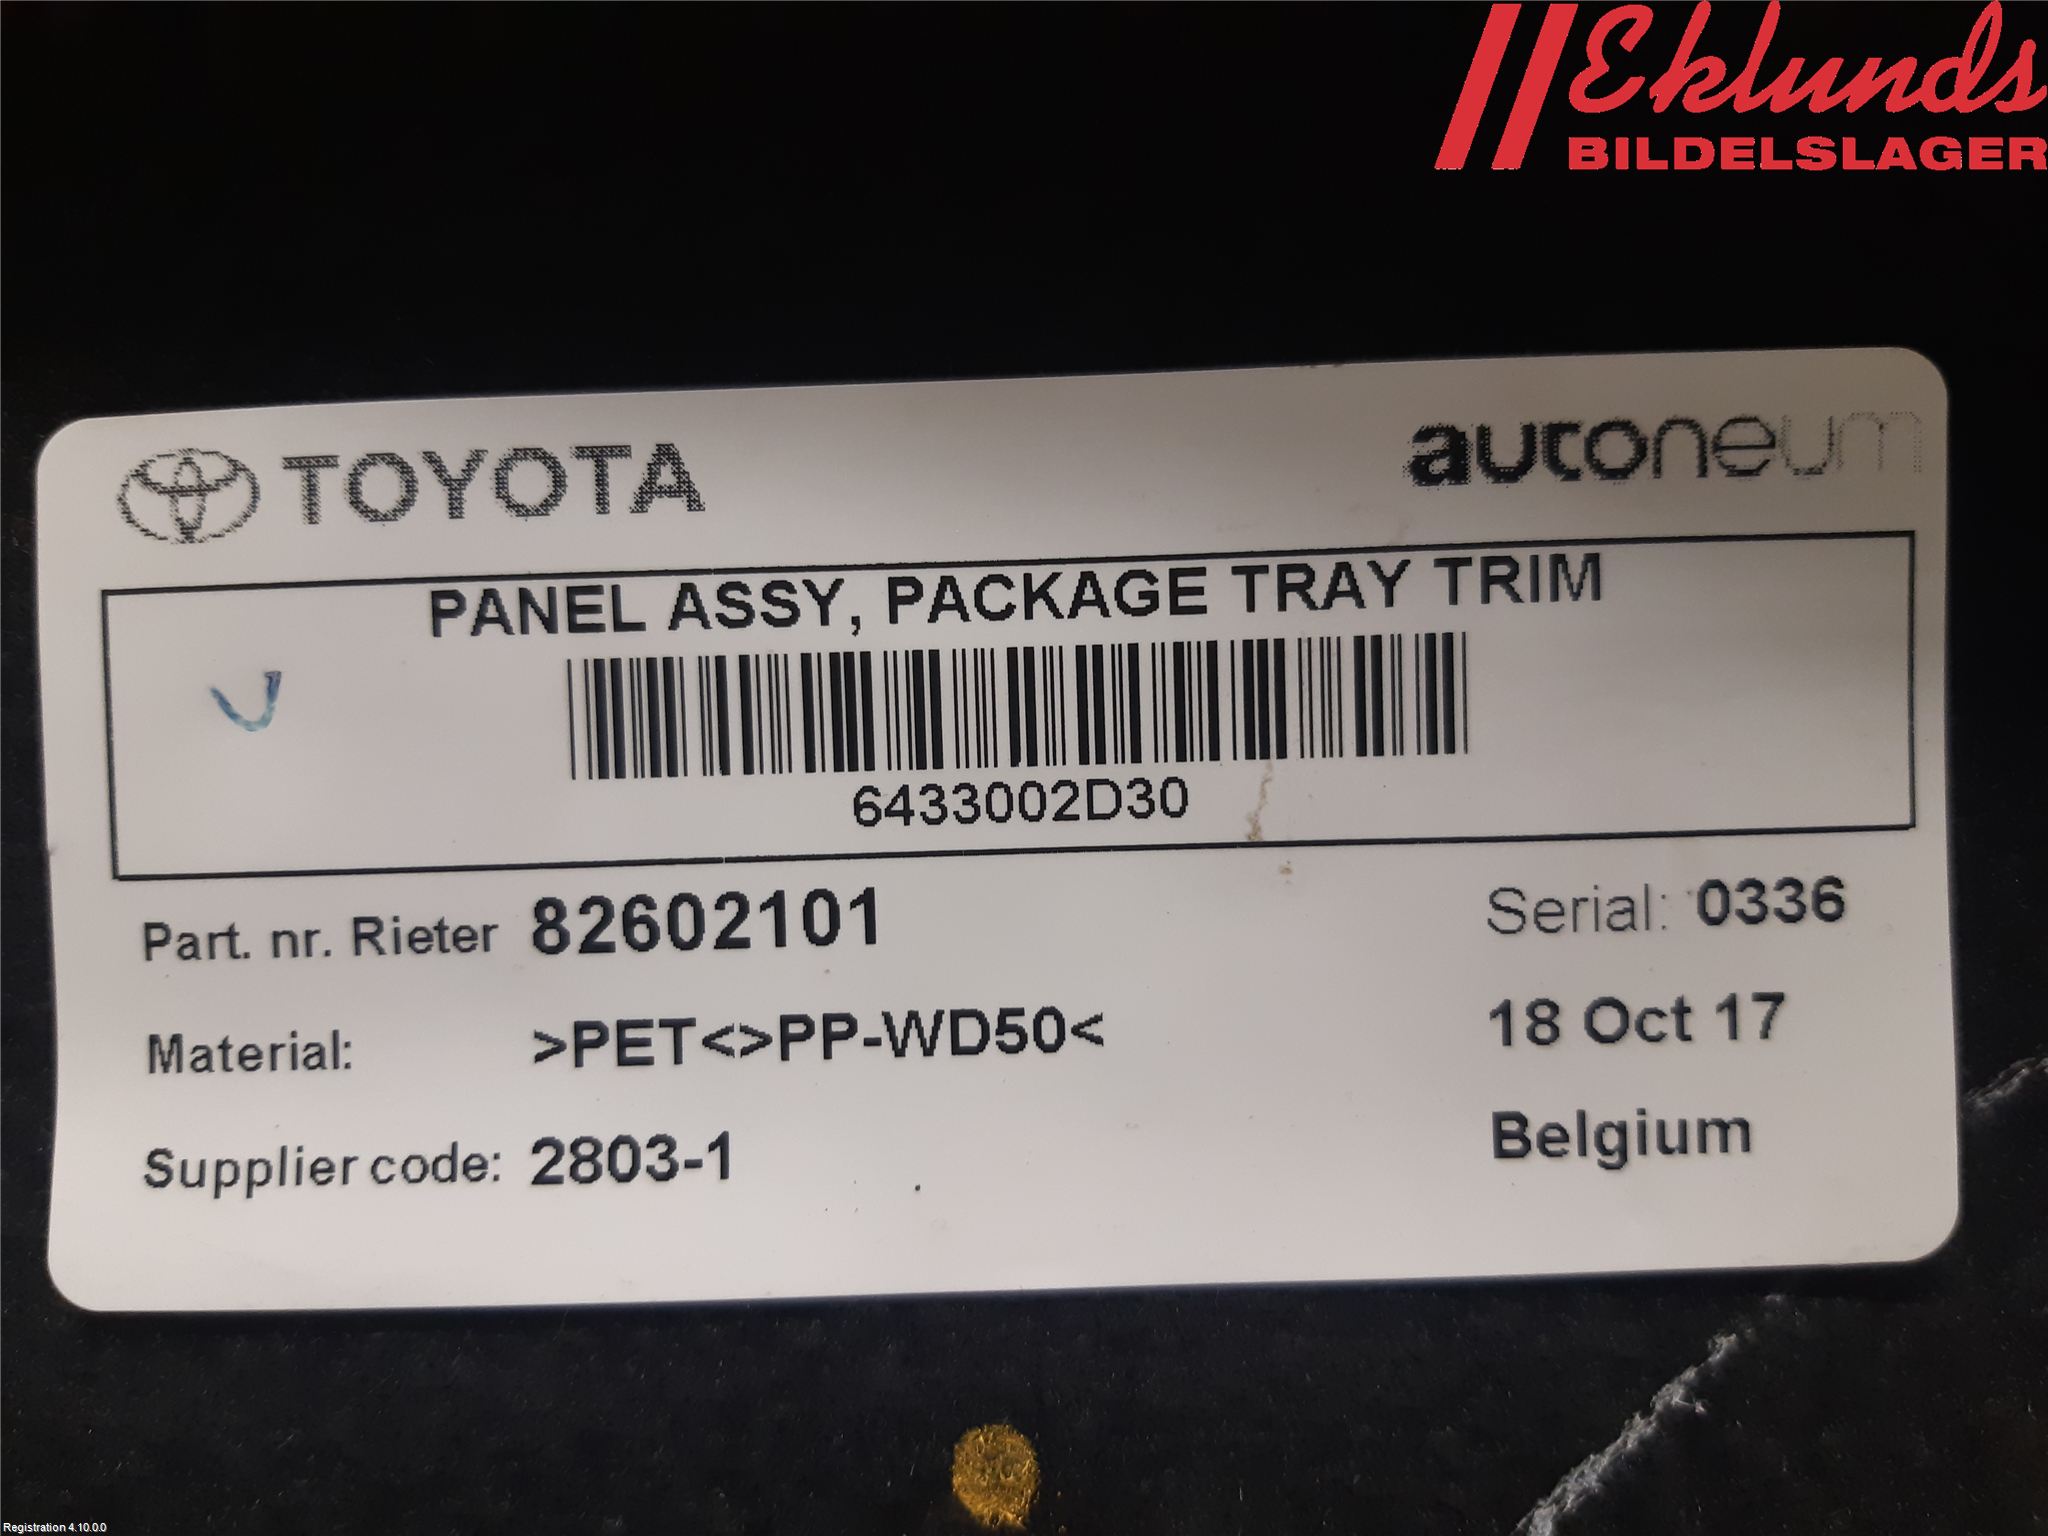 Eklunds
BILDELSLAGER
TOYOTA
autoneum
PANEL ASSY, PACKAGE TRAY TRIM
6433002D30
Part. nr. Rieter 82602101
Serial: 0336
Material: >PET<>PP-WD50<
18 Oct 17
Supplier code: 2803-1
Belgium
Registration 4.10.0.0